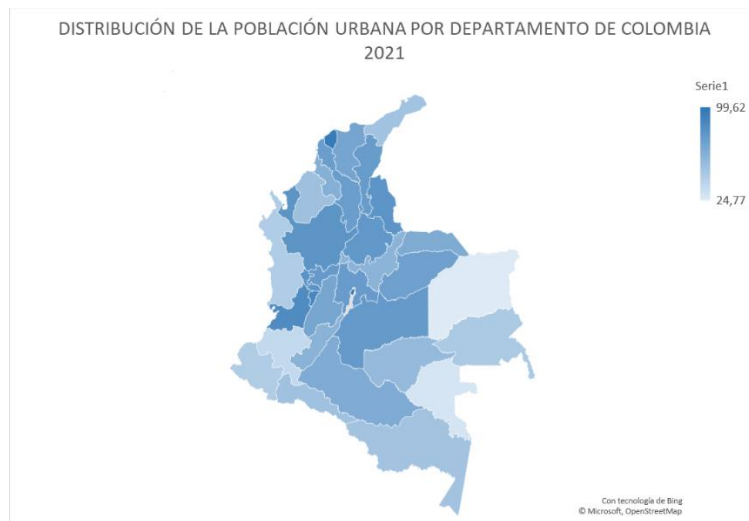 DISTRIBUCIÓN DE LA POBLACIÓN URBANA POR DEPARTAMENTO DE COLOMBIA
2021
Serie1
99,62
24,77
Con tecnología de Bing
© Microsoft, OpenStreetMap